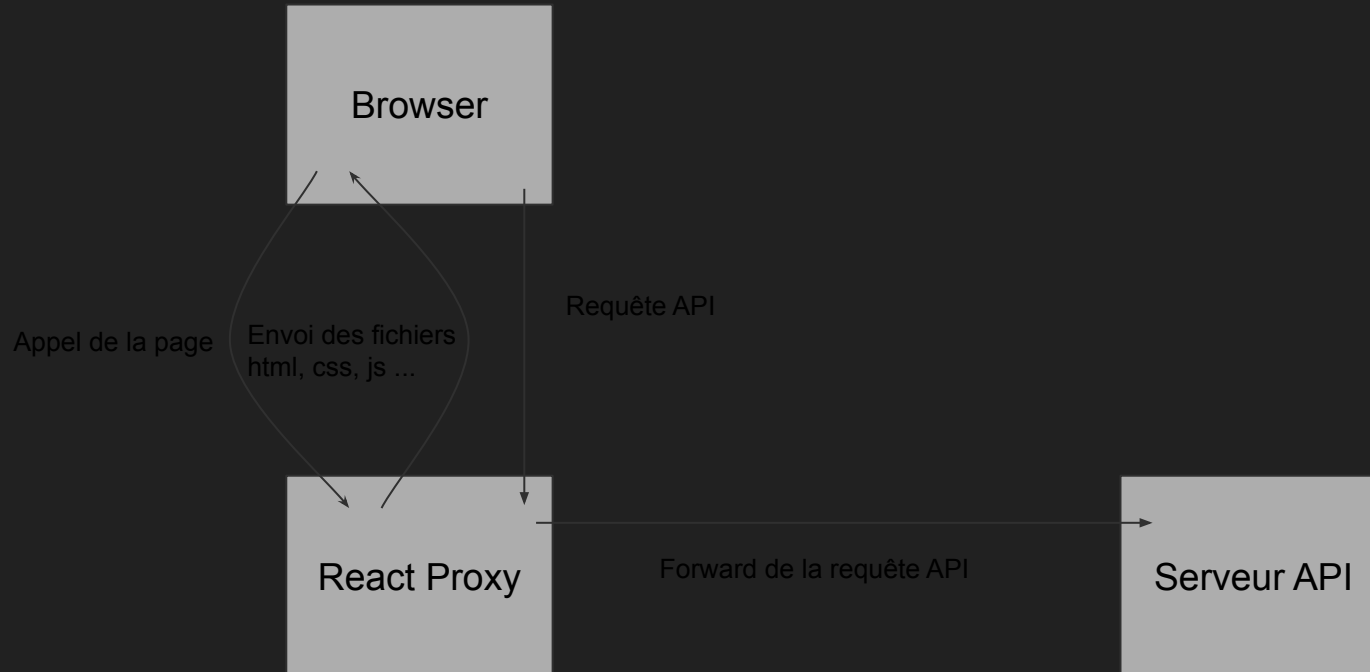 Browser
Requête API
Appel de la page
Envoi des fichiers
html, css, js ...
React Proxy
Forward de la requête API
Serveur API